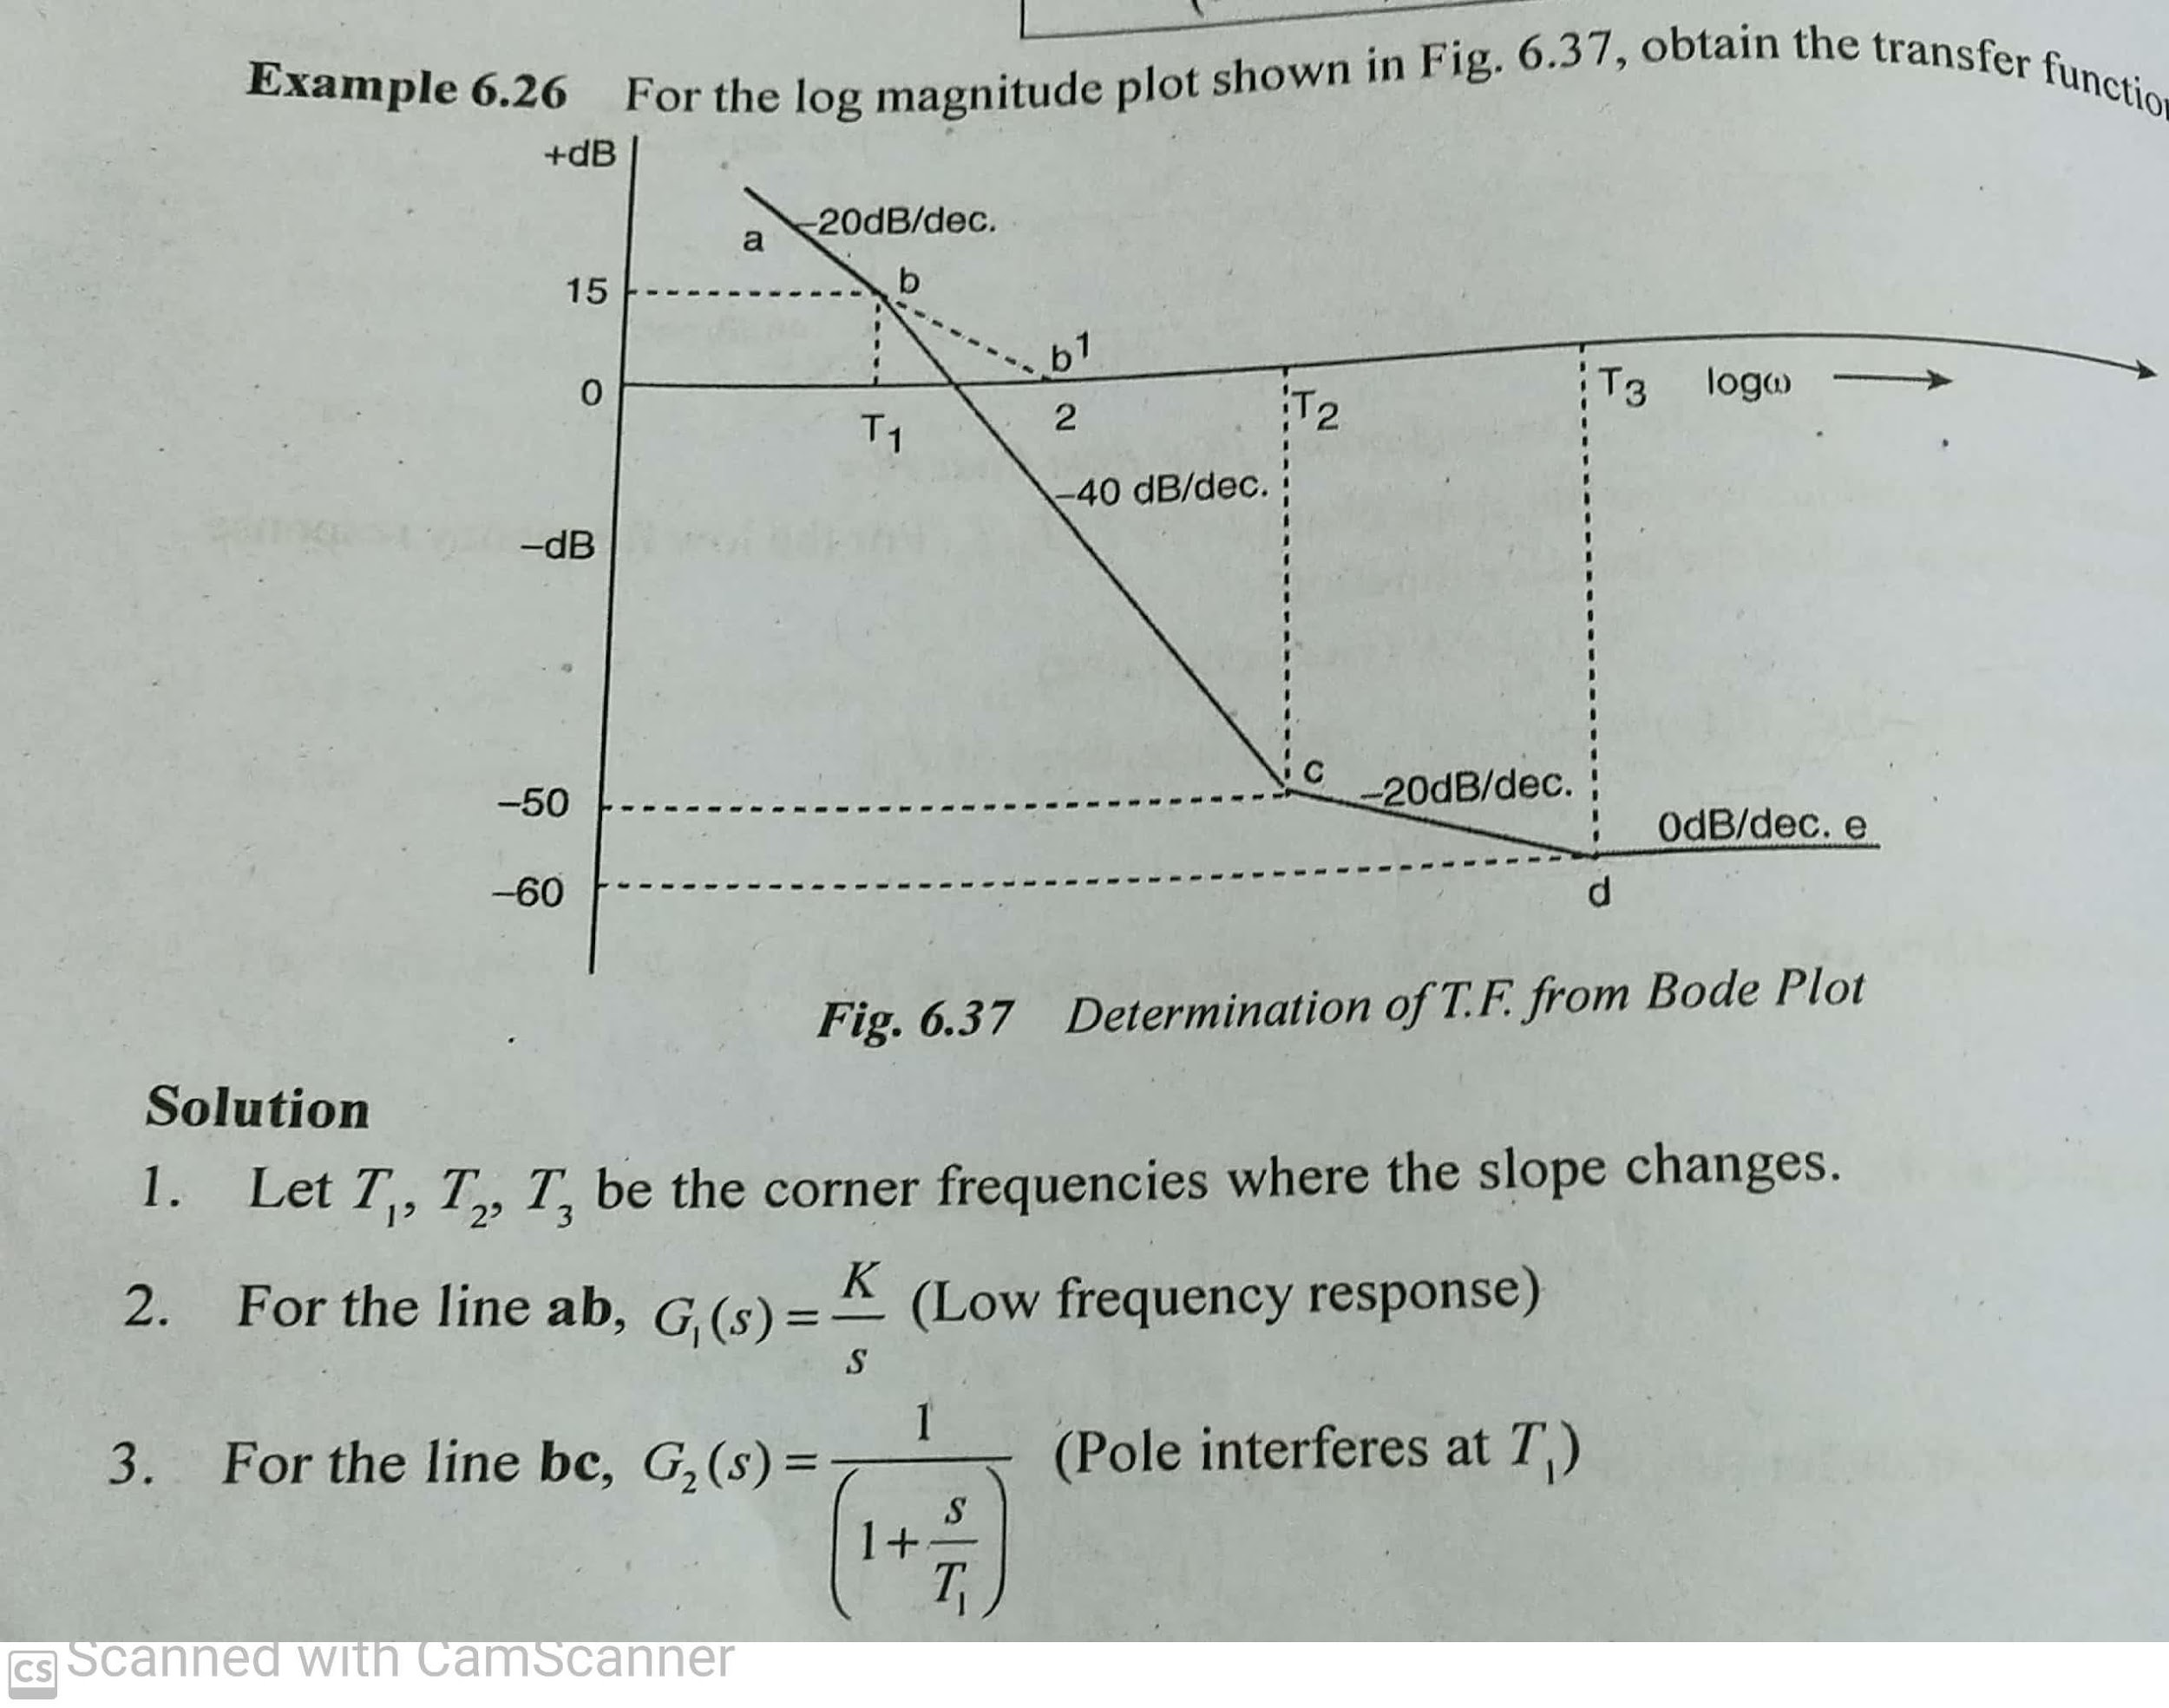 Example 6.26 For the log magnitude plot shown in Fig. 6.37, obtain the transfer function
+dB
-20dB/dec.
a
b
15
b1
0
T1
2
T2
T3
logω
-40 dB/dec.
-dB
c
-20dB/dec.
-50
0dB/dec. e
-60
d
Fig. 6.37 Determination of T.F. from Bode Plot
Solution
1. Let T₁, T₂, T₃ be the corner frequencies where the slope changes.
2. For the line ab, G₁(s) = K/s (Low frequency response)
3. For the line bc, G₂(s) = 1/(1+s/T₁) (Pole interferes at T₁)
CS Scanned with CamScanner